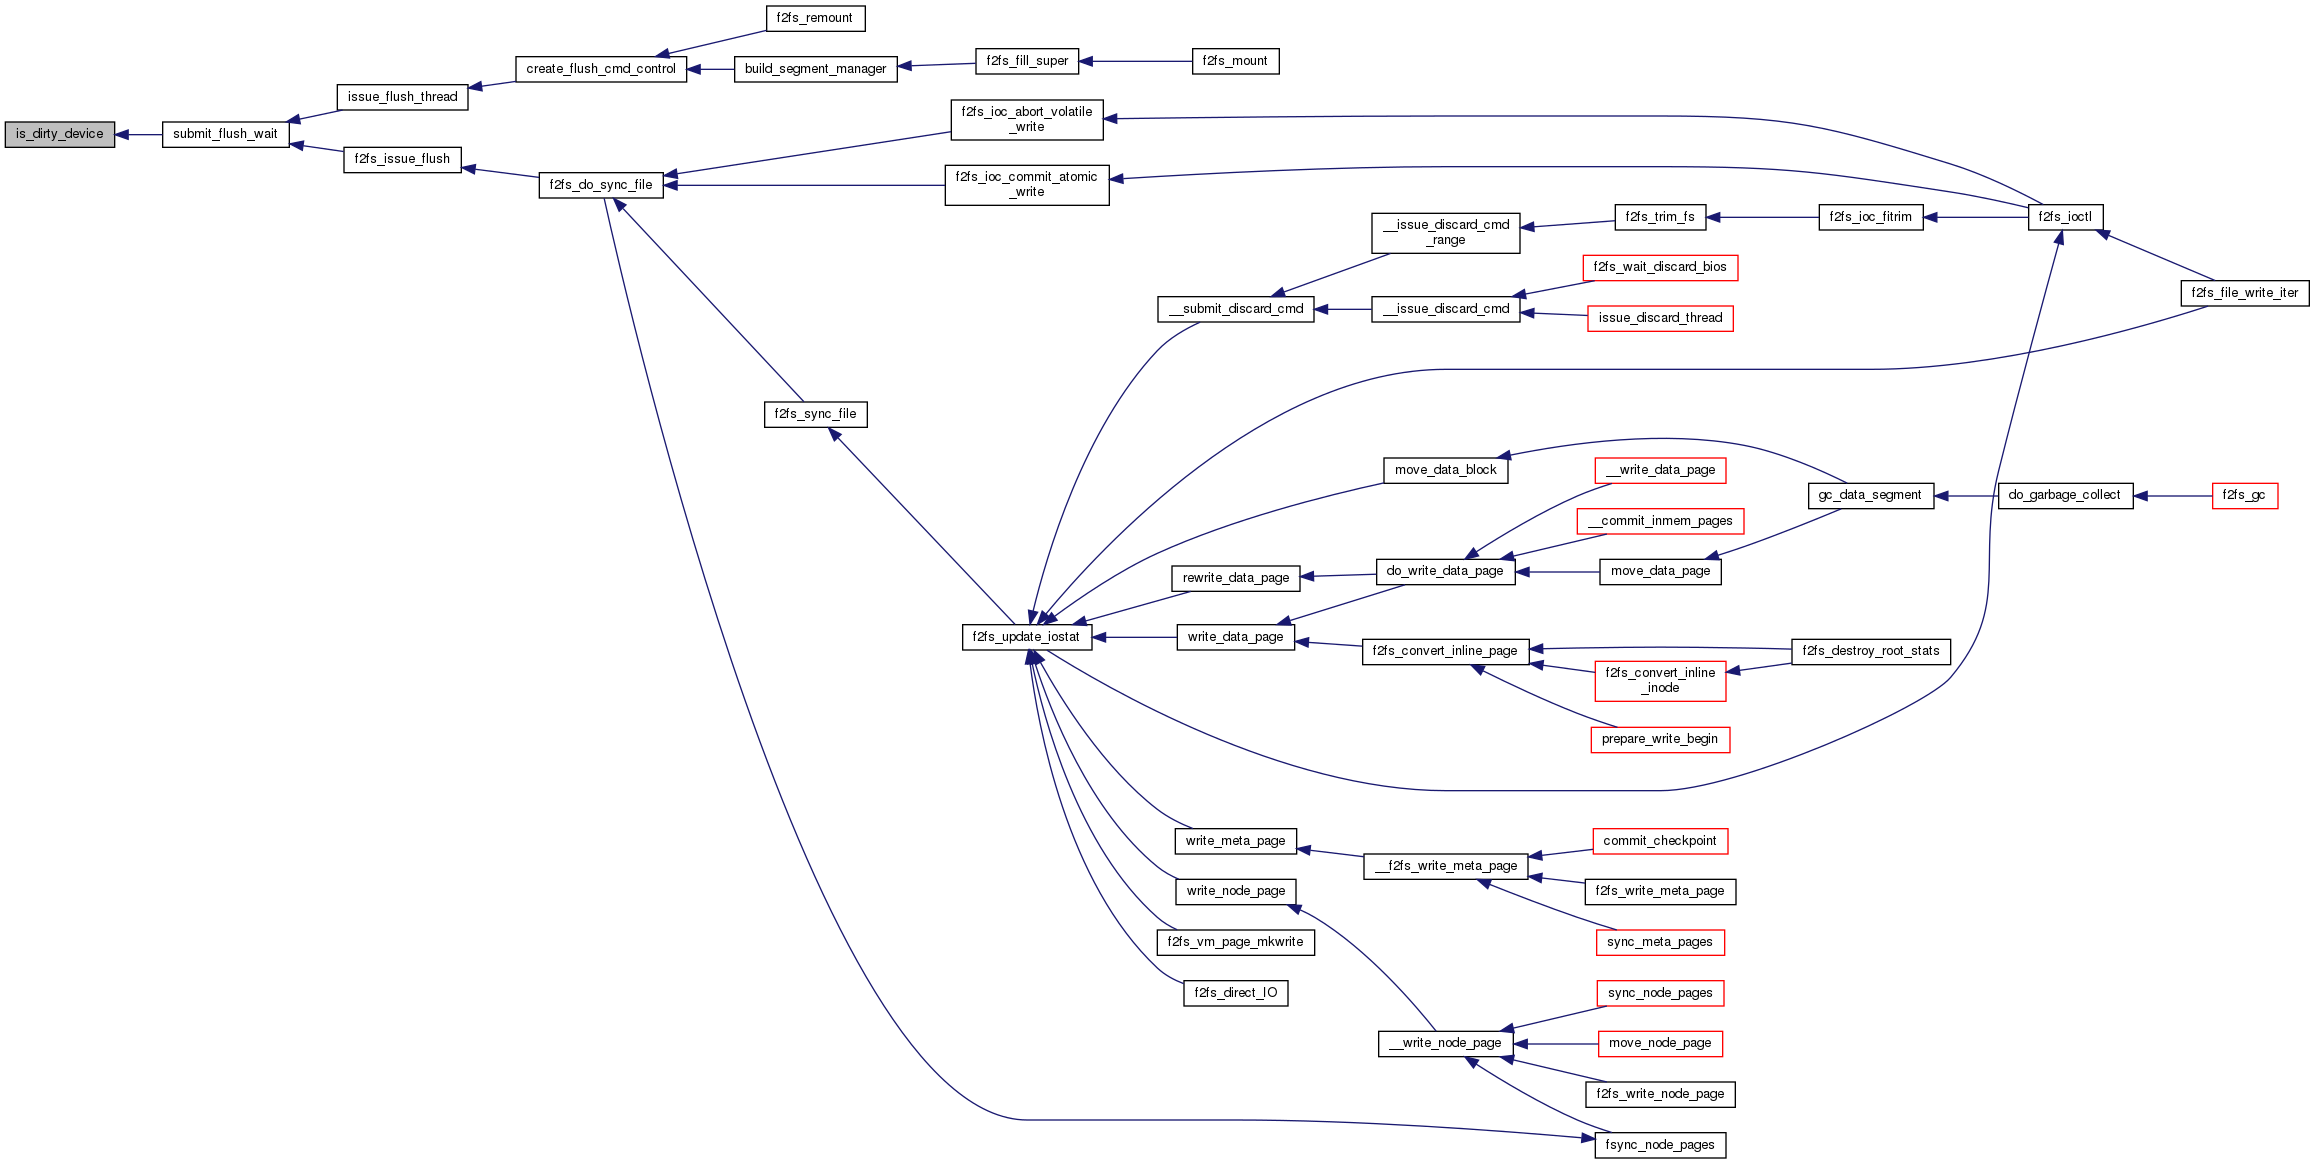 f2fs_remount
create_flush_cmd_control
build_segment_manager
f2fs_fill_super
f2fs_mount
issue_flush_thread
is_dirty_device
submit_flush_wait
f2fs_issue_flush
f2fs_do_sync_file
f2fs_ioc_abort_volatile
_write
f2fs_ioc_commit_atomic
_write
__issue_discard_cmd
_range
f2fs_trim_fs
f2fs_ioc_fitrim
f2fs_ioctl
f2fs_wait_discard_bios
__submit_discard_cmd
__issue_discard_cmd
issue_discard_thread
f2fs_file_write_iter
f2fs_sync_file
move_data_block
__write_data_page
gc_data_segment
do_garbage_collect
f2fs_gc
__commit_inmem_pages
rewrite_data_page
do_write_data_page
move_data_page
f2fs_update_iostat
write_data_page
f2fs_convert_inline_page
f2fs_destroy_root_stats
f2fs_convert_inline
_inode
prepare_write_begin
write_meta_page
__f2fs_write_meta_page
commit_checkpoint
f2fs_write_meta_page
sync_meta_pages
write_node_page
f2fs_vm_page_mkwrite
f2fs_direct_IO
sync_node_pages
__write_node_page
move_node_page
f2fs_write_node_page
fsync_node_pages